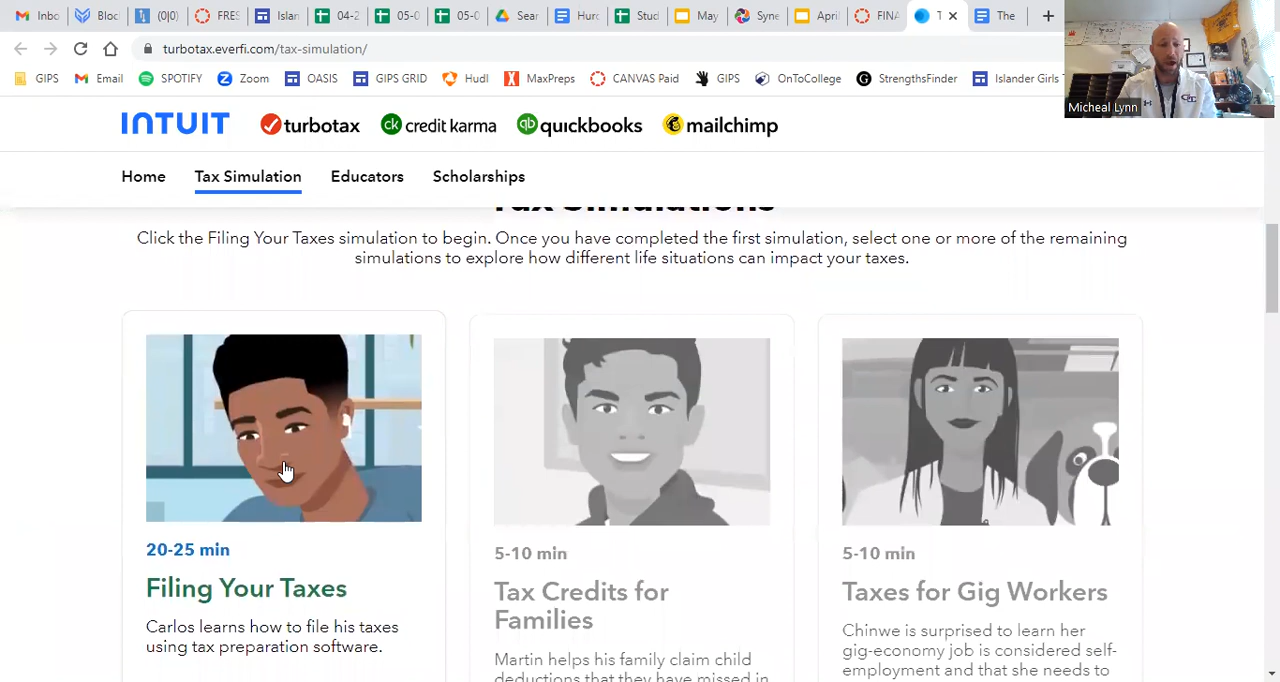 Inbo
Bloc
(0|0)
FRES
Islan
04-2
05-0
05-0
Sear
Hurc
Stud
May
Syne
April
FINA
T
The
turbotax.everfi.com/tax-simulation/
GIPS
Email
SPOTIFY
Zoom
OASIS
GIPS GRID
Hudl
MaxPreps
CANVAS Paid
GIPS
OnToCollege
StrengthsFinder
Islander Girls T
Micheal Lynn
INTUIT
turbotax
ck credit karma
qb quickbooks
mailchimp
Home
Tax Simulation
Educators
Scholarships
Tax Simulations
Click the Filing Your Taxes simulation to begin. Once you have completed the first simulation, select one or more of the remaining
simulations to explore how different life situations can impact your taxes.
20-25 min
Filing Your Taxes
Carlos learns how to file his taxes
using tax preparation software.
5-10 min
Tax Credits for
Families
Martin helps his family claim child
deductions that they have missed in
5-10 min
Taxes for Gig Workers
Chinwe is surprised to learn her
gig-economy job is considered self-
employment and that she needs to